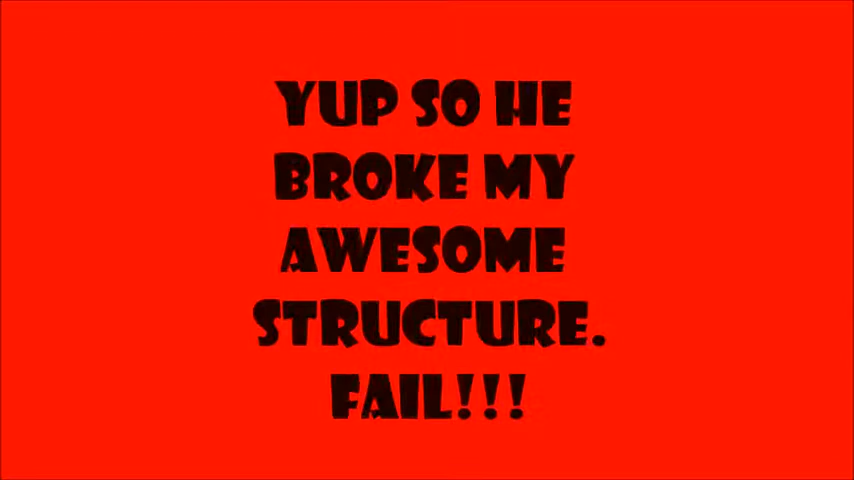 YUP SO HE
BROKE MY
AWESOME
STRUCTURE.
FAIL!!!